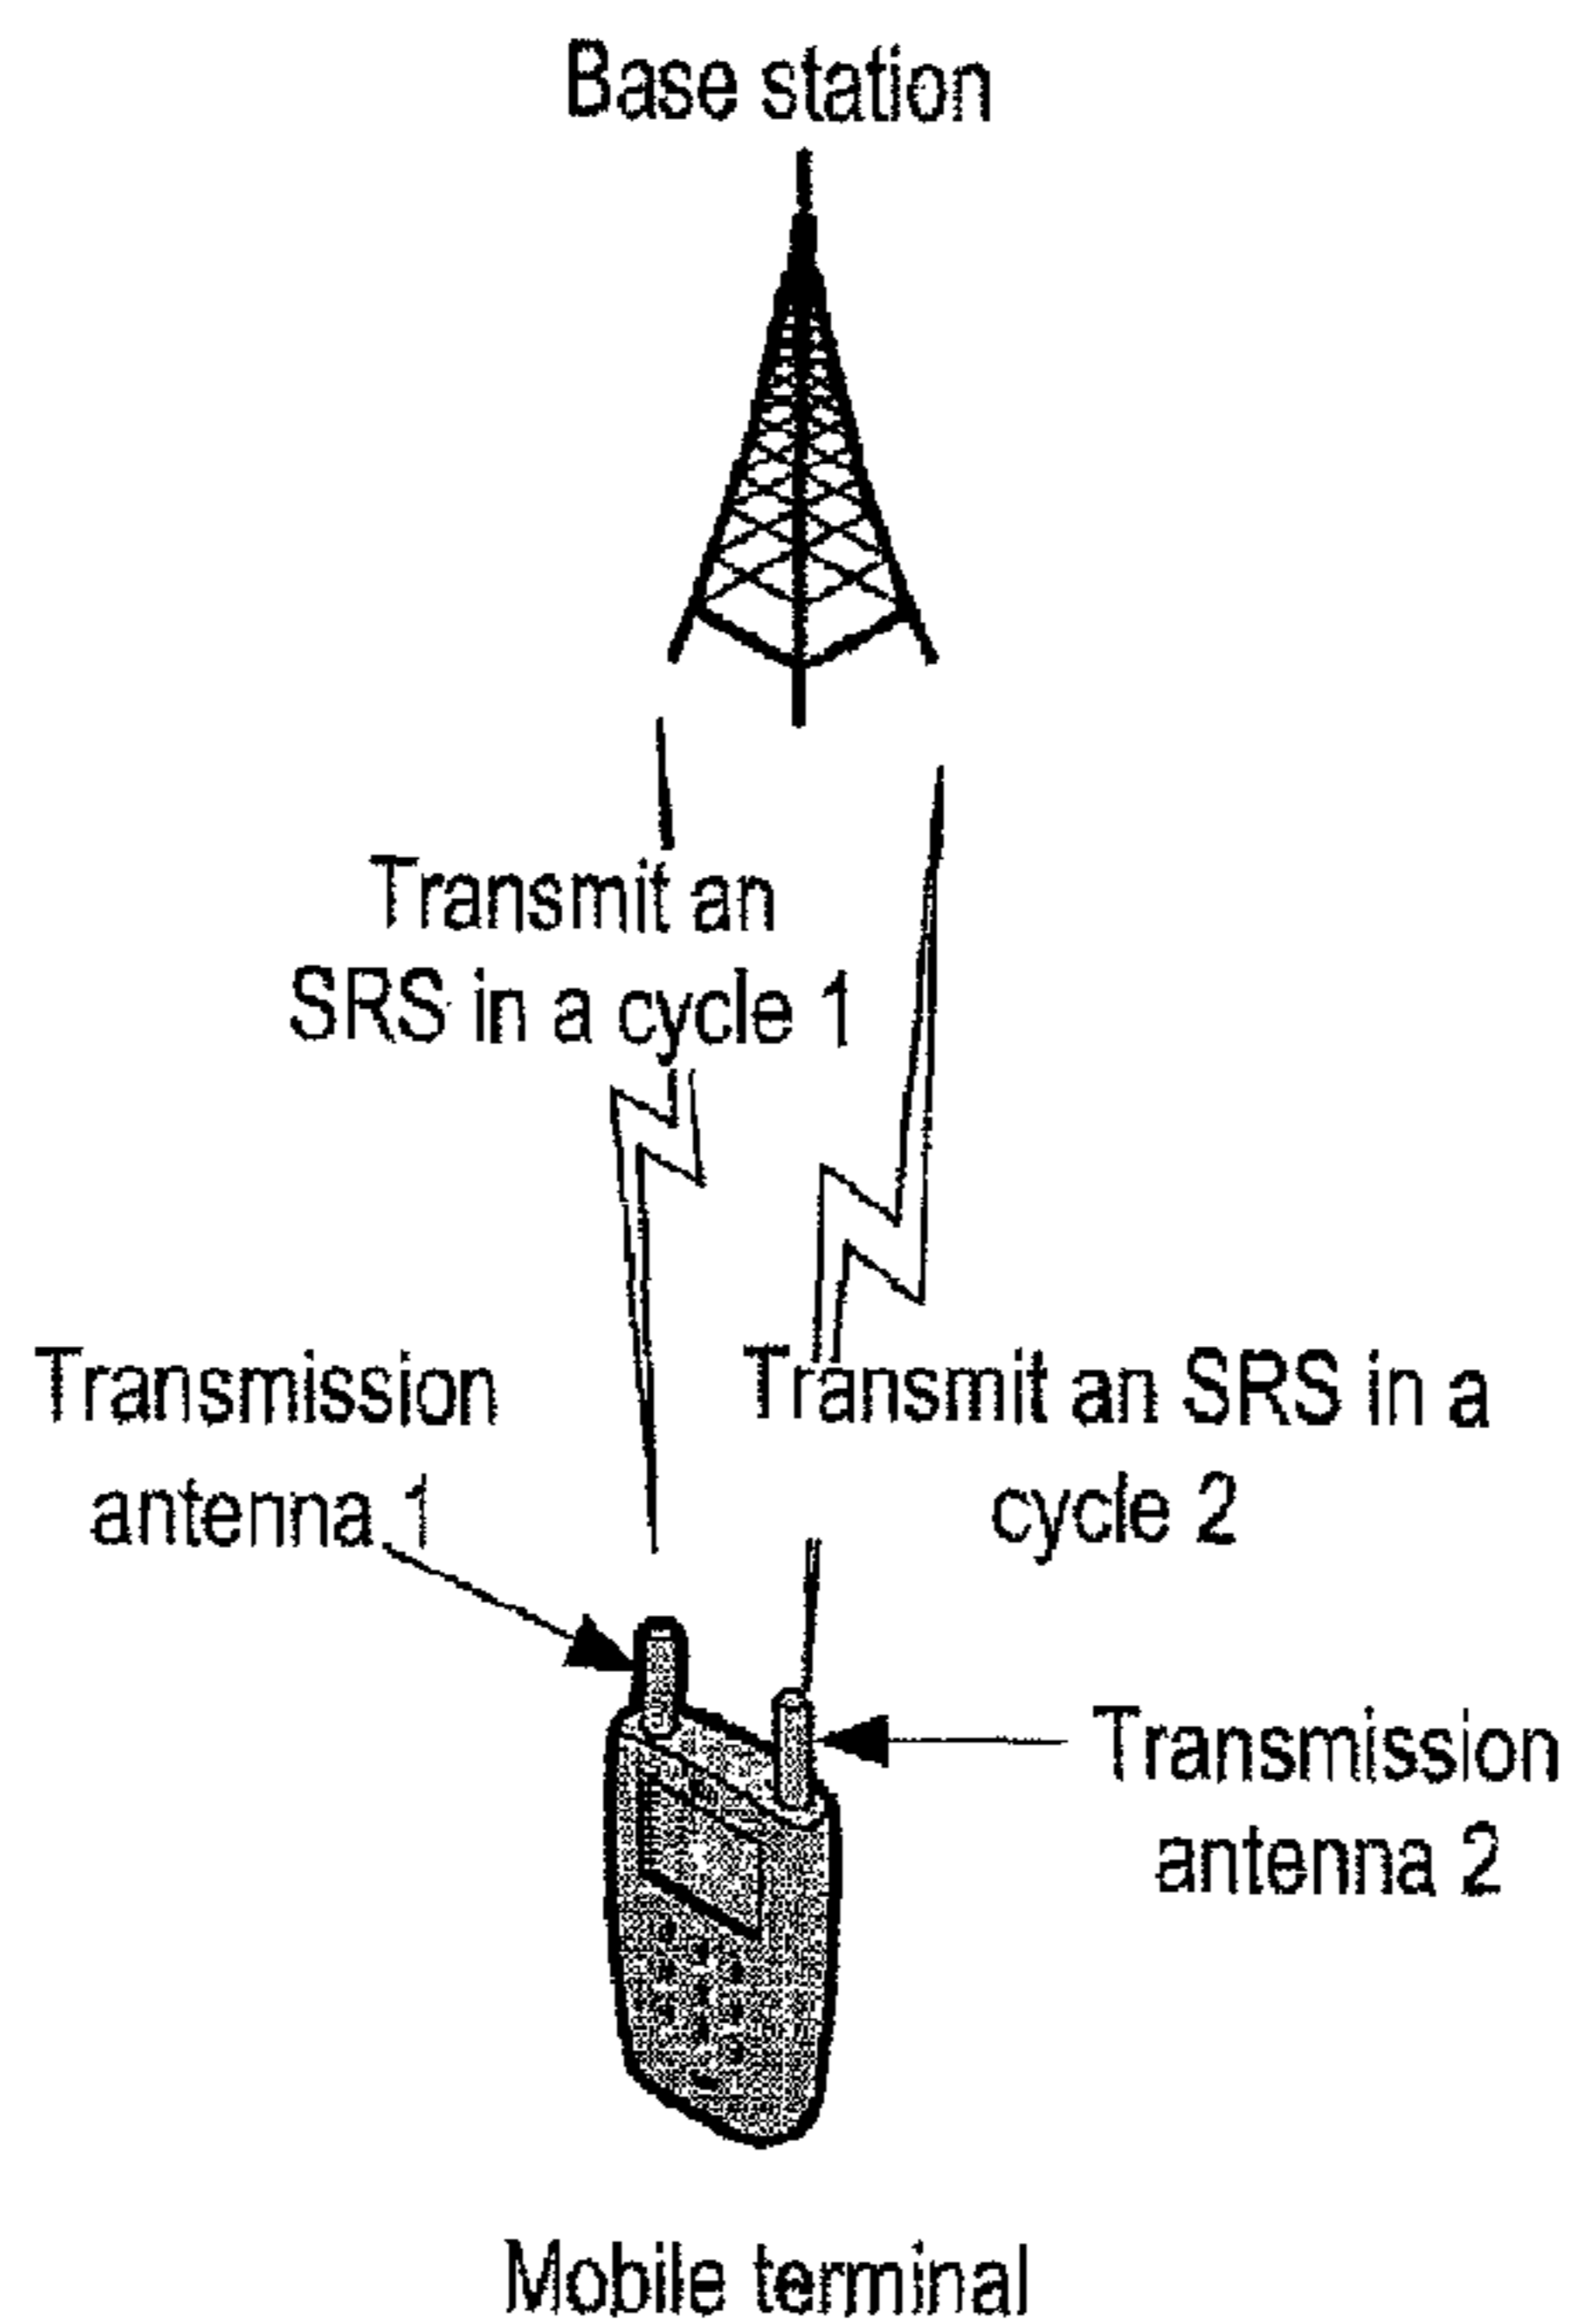 Base station
Transmit an
SRS in a cycle 1
Transmission
antenna 1
Transmit an SRS in a
cycle 2
Transmission
antenna 2
Mobile terminal